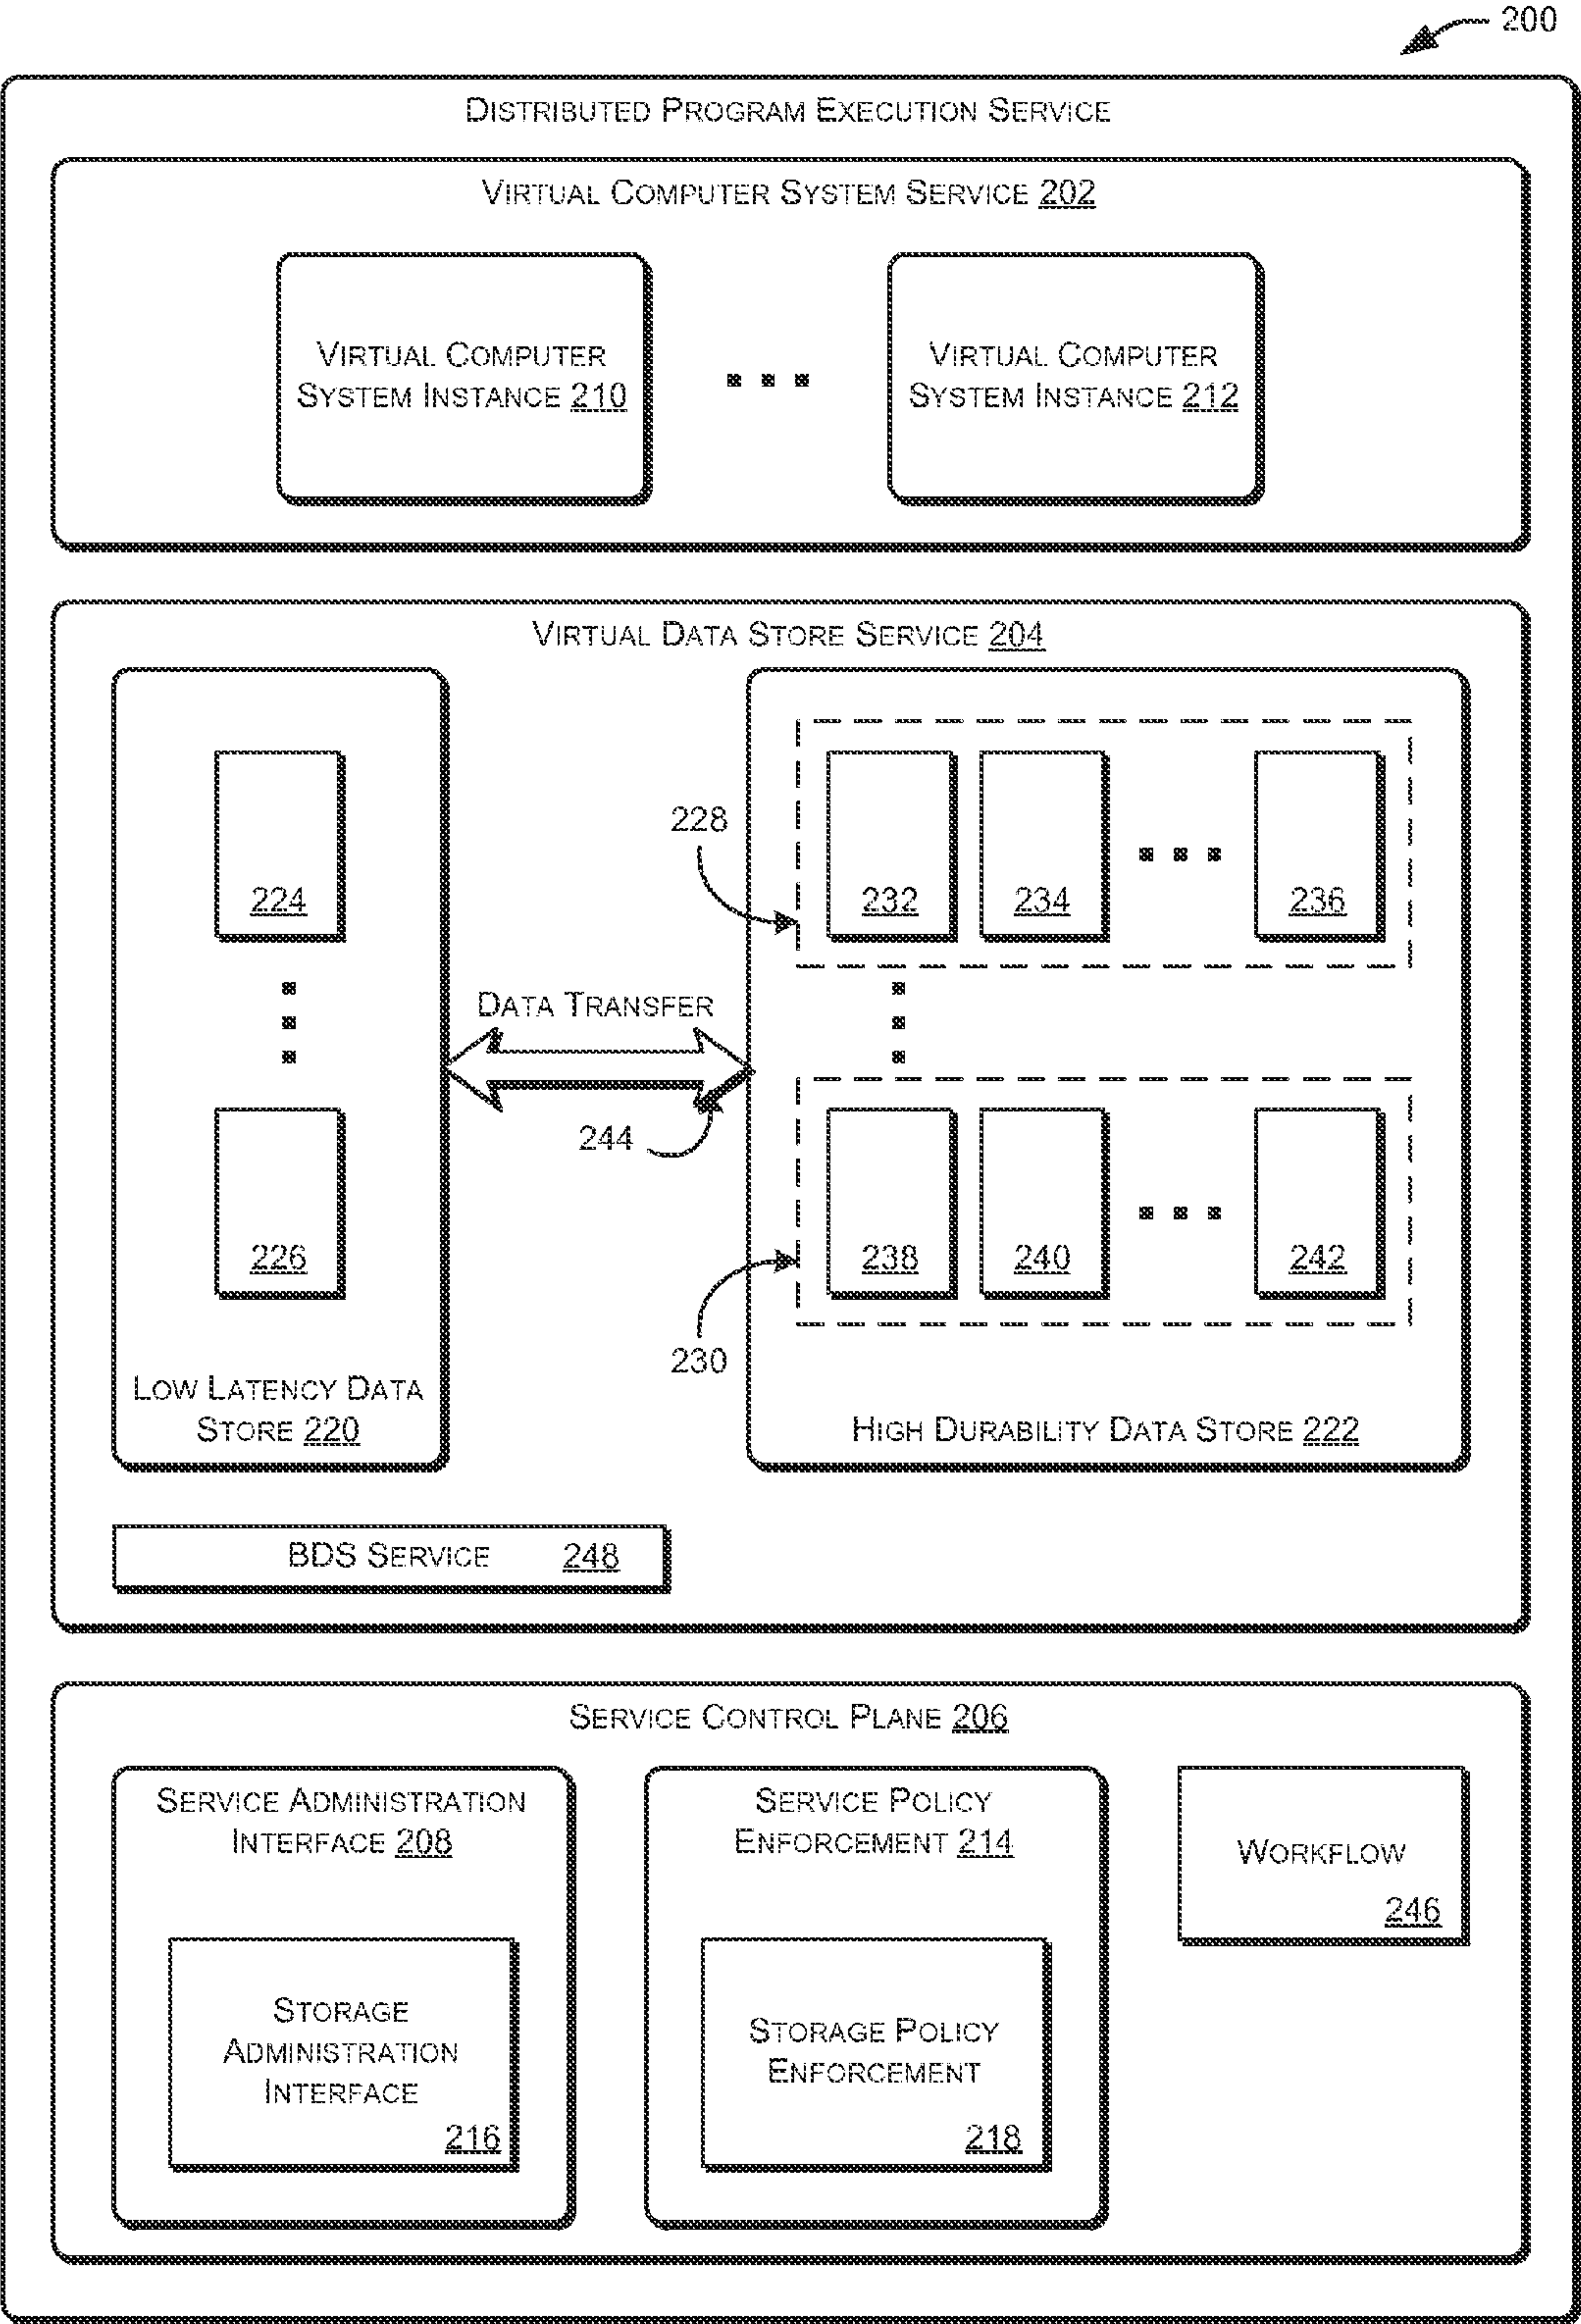 200
DISTRIBUTED PROGRAM EXECUTION SERVICE
VIRTUAL COMPUTER SYSTEM SERVICE 202
VIRTUAL COMPUTER
SYSTEM INSTANCE 210
VIRTUAL COMPUTER
SYSTEM INSTANCE 212
VIRTUAL DATA STORE SERVICE 204
224
226
LOW LATENCY DATA
STORE 220
DATA TRANSFER
244
228
232 234 236
230
238 240 242
HIGH DURABILITY DATA STORE 222
BDS SERVICE 248
SERVICE CONTROL PLANE 206
SERVICE ADMINISTRATION
INTERFACE 208
STORAGE
ADMINISTRATION
INTERFACE
216
SERVICE POLICY
ENFORCEMENT 214
STORAGE POLICY
ENFORCEMENT
218
WORKFLOW
246